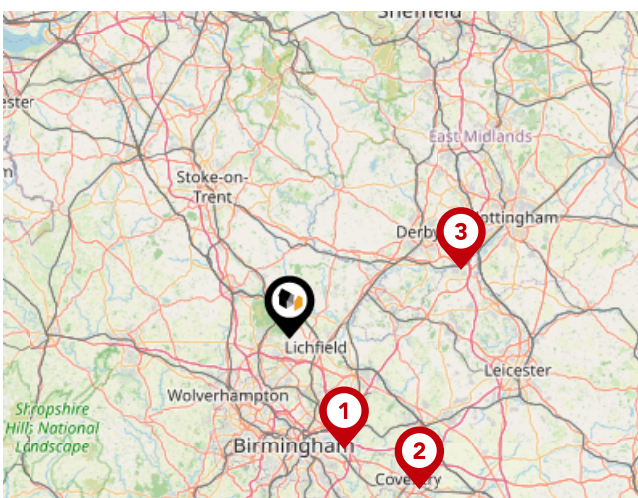 Sheffield
ester
East Midlands
m
Stoke-on-
Trent
Nottingham
Derby
3
Lichfield
Leicester
Wolverhampton
Shropshire
Hills National
Landscape
1
Birmingham
2
Coventry